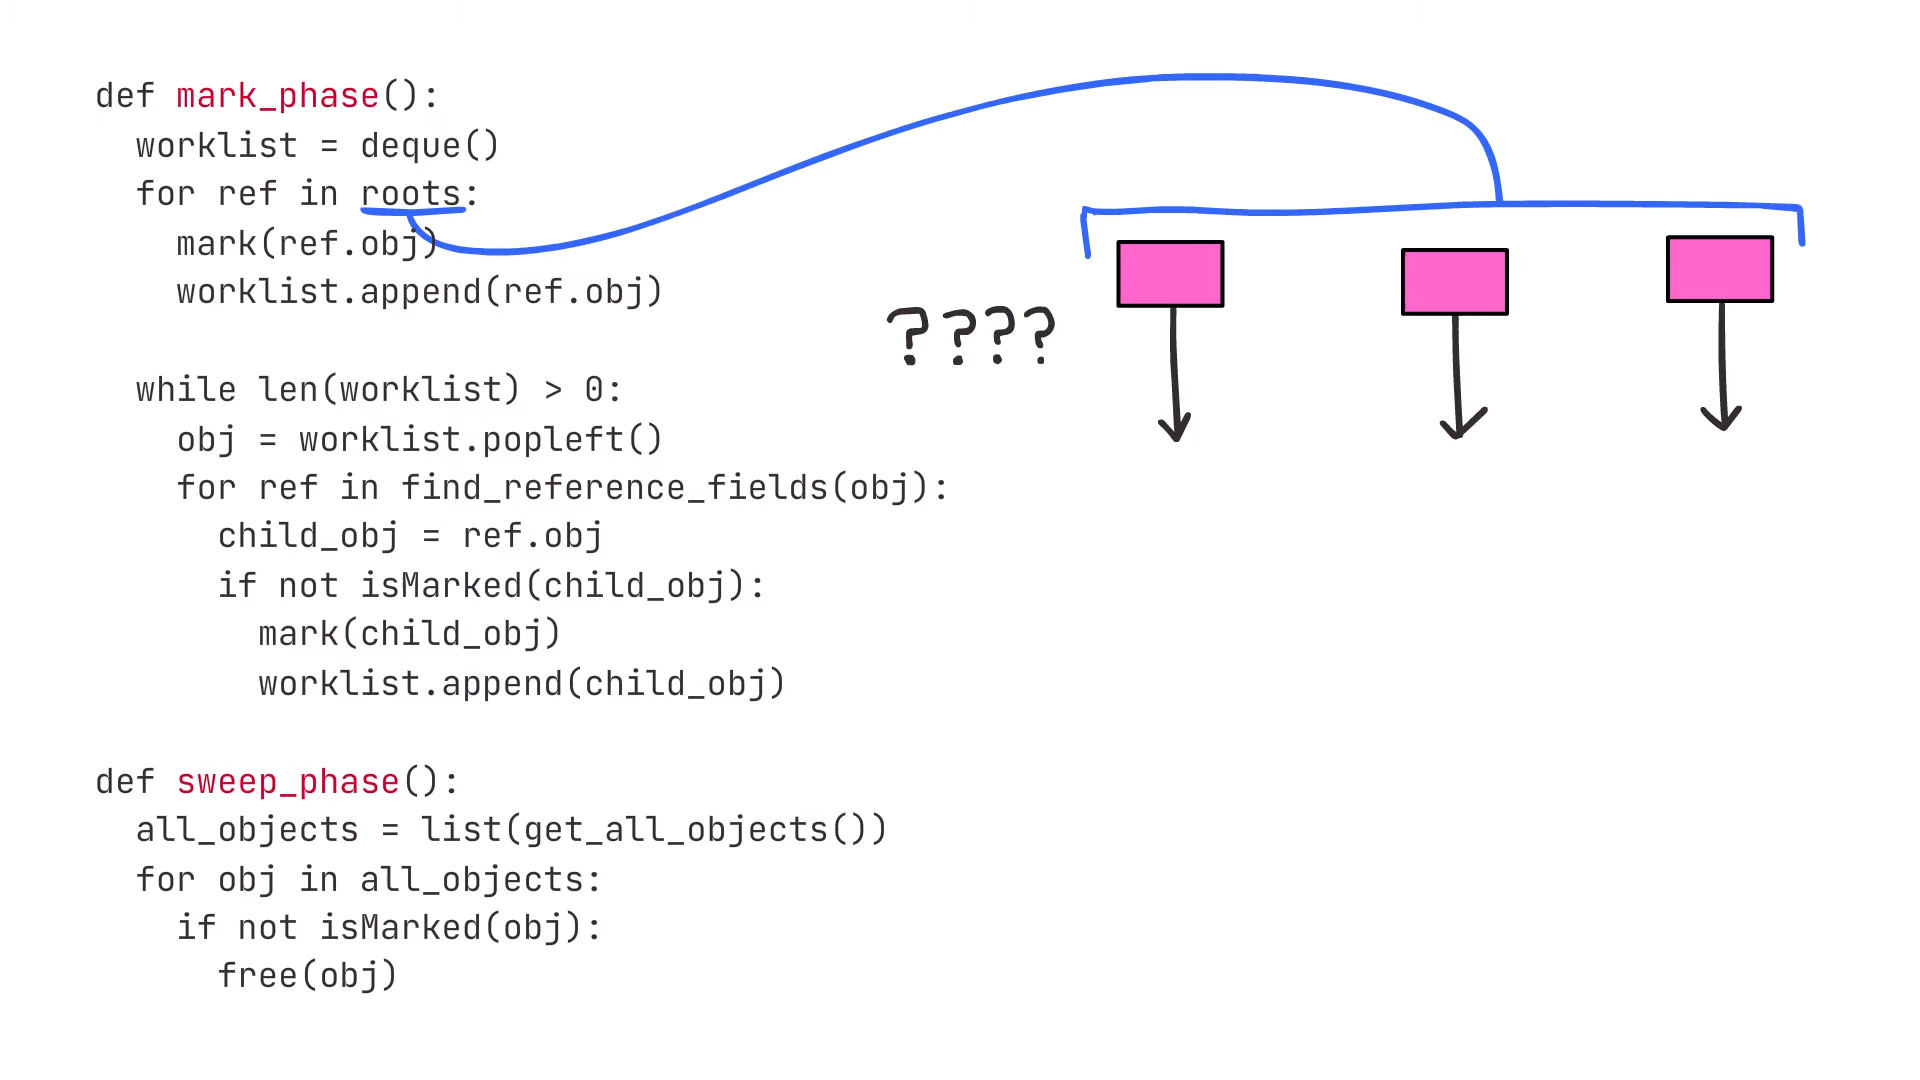 def mark_phase():
worklist = deque()
for ref in roots:
mark(ref.obj)
worklist.append(ref.obj)
????
while len(worklist) > 0:
obj = worklist.popleft()
for ref in find_reference_fields(obj):
child_obj = ref.obj
if not isMarked(child_obj):
mark(child_obj)
worklist.append(child_obj)
def sweep_phase():
all_objects = list(get_all_objects())
for obj in all_objects:
if not isMarked(obj):
free(obj)